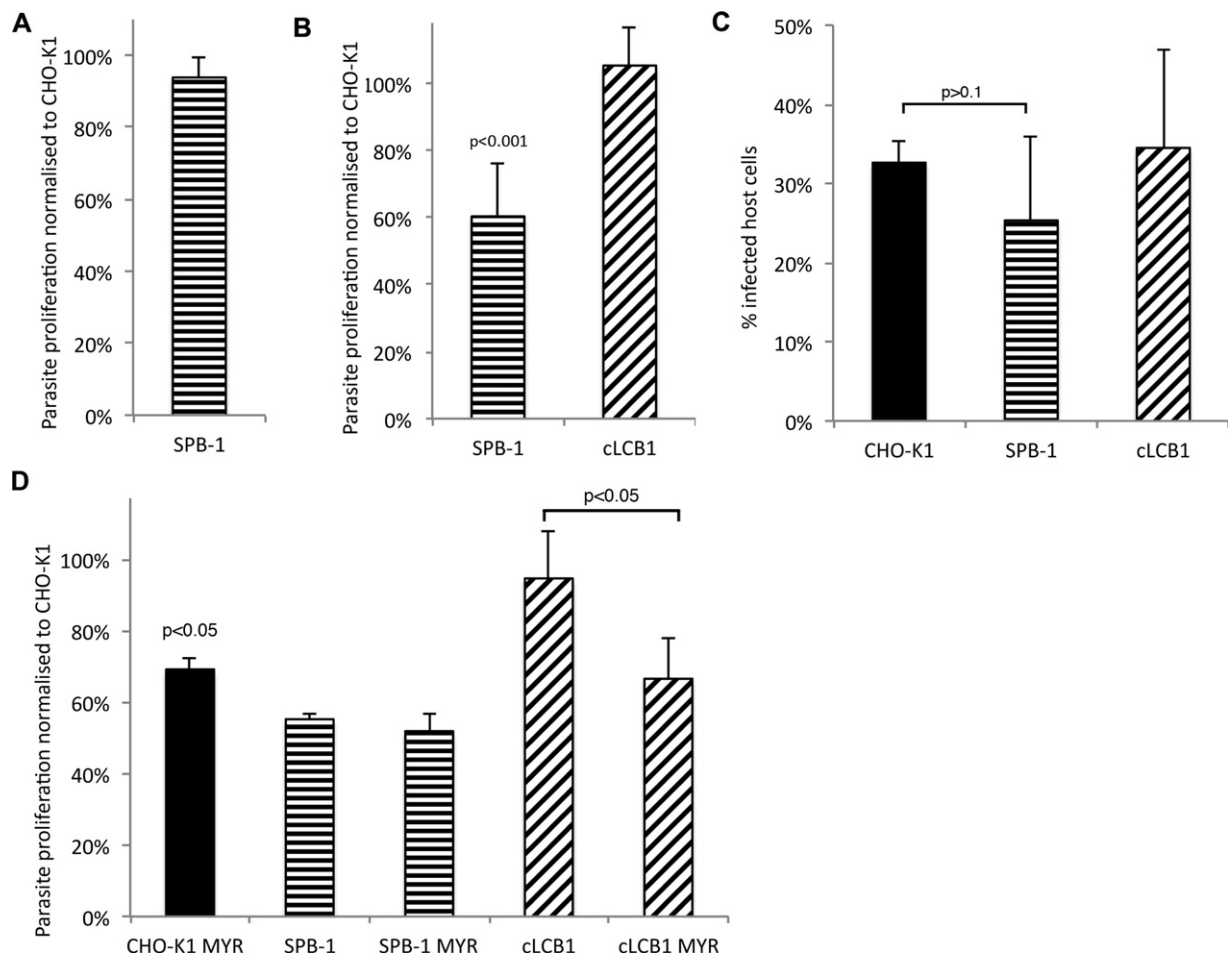 A
Parasite proliferation normalised to CHO-K1
100%
80%
60%
40%
20%
0%
SPB-1
B
Parasite proliferation normalised to CHO-K1
100%
80%
60%
40%
20%
0%
p<0.001
SPB-1
cLCB1
C
% infected host cells
50%
40%
30%
20%
10%
0%
p>0.1
CHO-K1
SPB-1
cLCB1
D
Parasite proliferation normalised to CHO-K1
100%
80%
60%
40%
20%
0%
p<0.05
p<0.05
CHO-K1 MYR
SPB-1
SPB-1 MYR
cLCB1
cLCB1 MYR